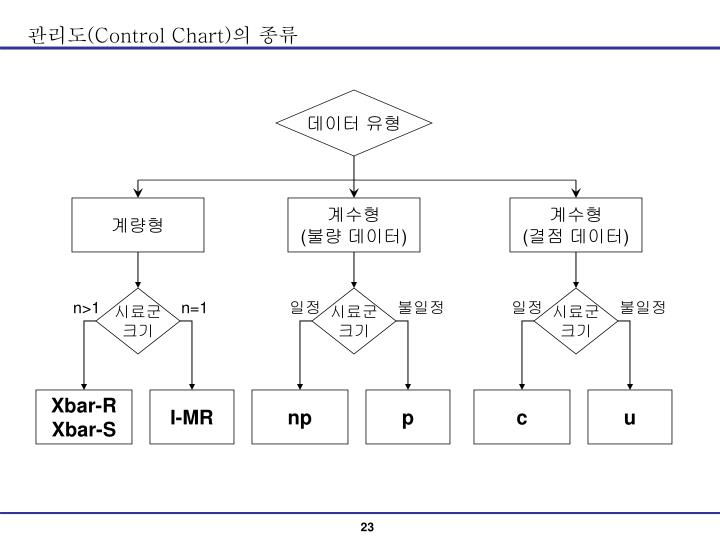 관리도(Control Chart)의 종류
데이터 유형
계량형
계수형
(불량 데이터)
계수형
(결점 데이터)
n>1
시료군
크기
n=1
일정
시료군
크기
불일정
일정
시료군
크기
불일정
Xbar-R
Xbar-S
I-MR
np
p
c
u
23